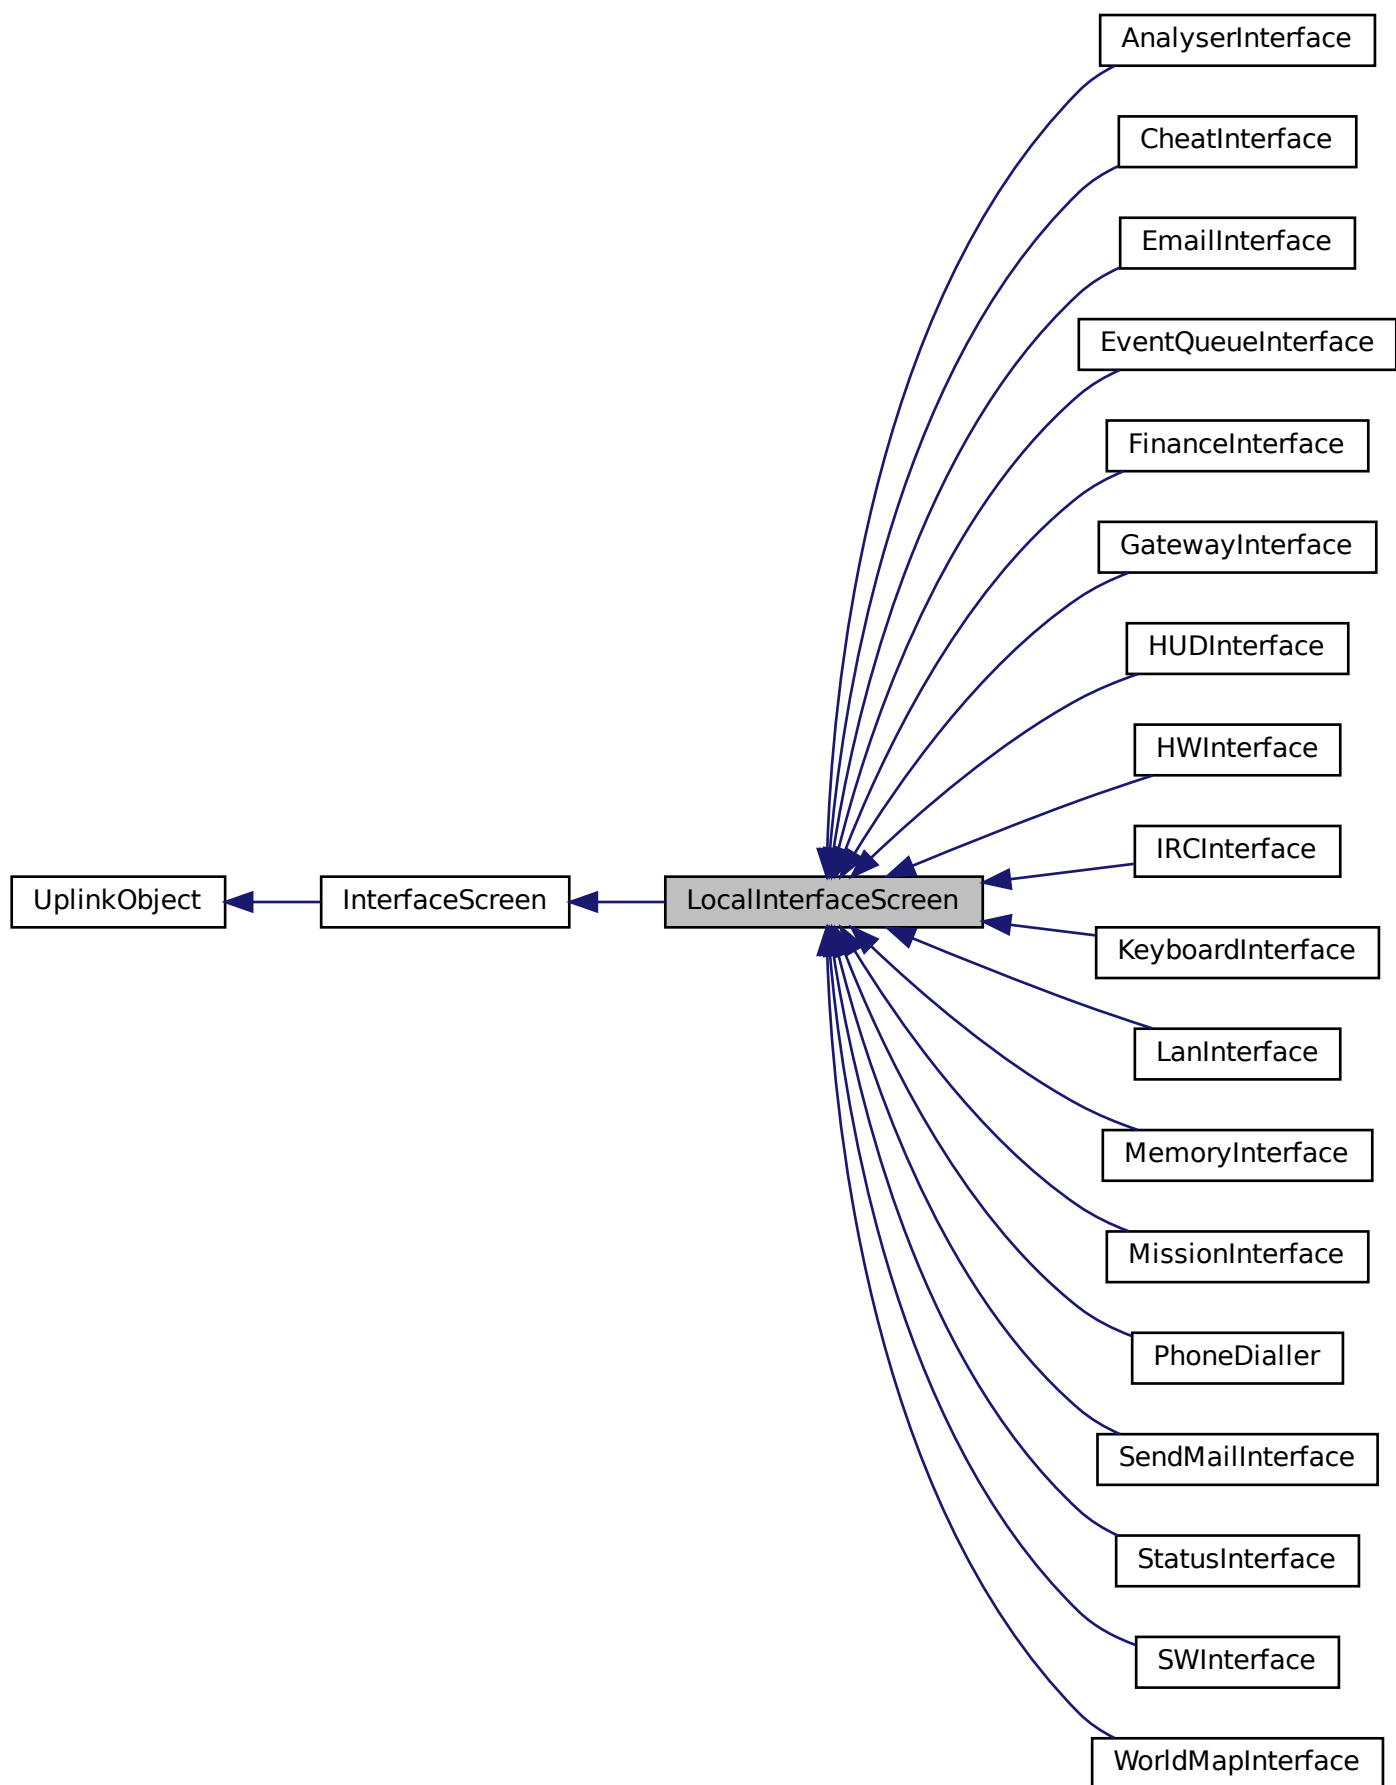 AnalyserInterface
CheatInterface
EmailInterface
EventQueueInterface
FinanceInterface
GatewayInterface
HUDInterface
HWInterface
IRCInterface
UplinkObject
InterfaceScreen
LocalInterfaceScreen
KeyboardInterface
LanInterface
MemoryInterface
MissionInterface
PhoneDialler
SendMailInterface
StatusInterface
SWInterface
WorldMapInterface